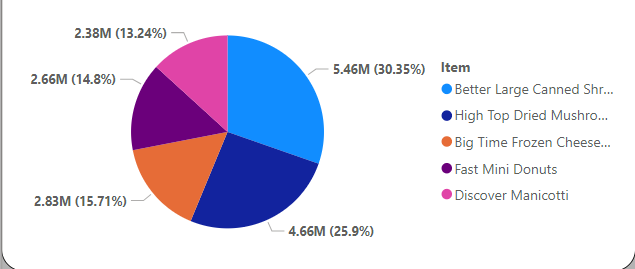 2.38M (13.24%)
5.46M (30.35%)
2.66M (14.8%)
2.83M (15.71%)
4.66M (25.9%)
Item
Better Large Canned Shr...
High Top Dried Mushro...
Big Time Frozen Cheese...
Fast Mini Donuts
Discover Manicotti